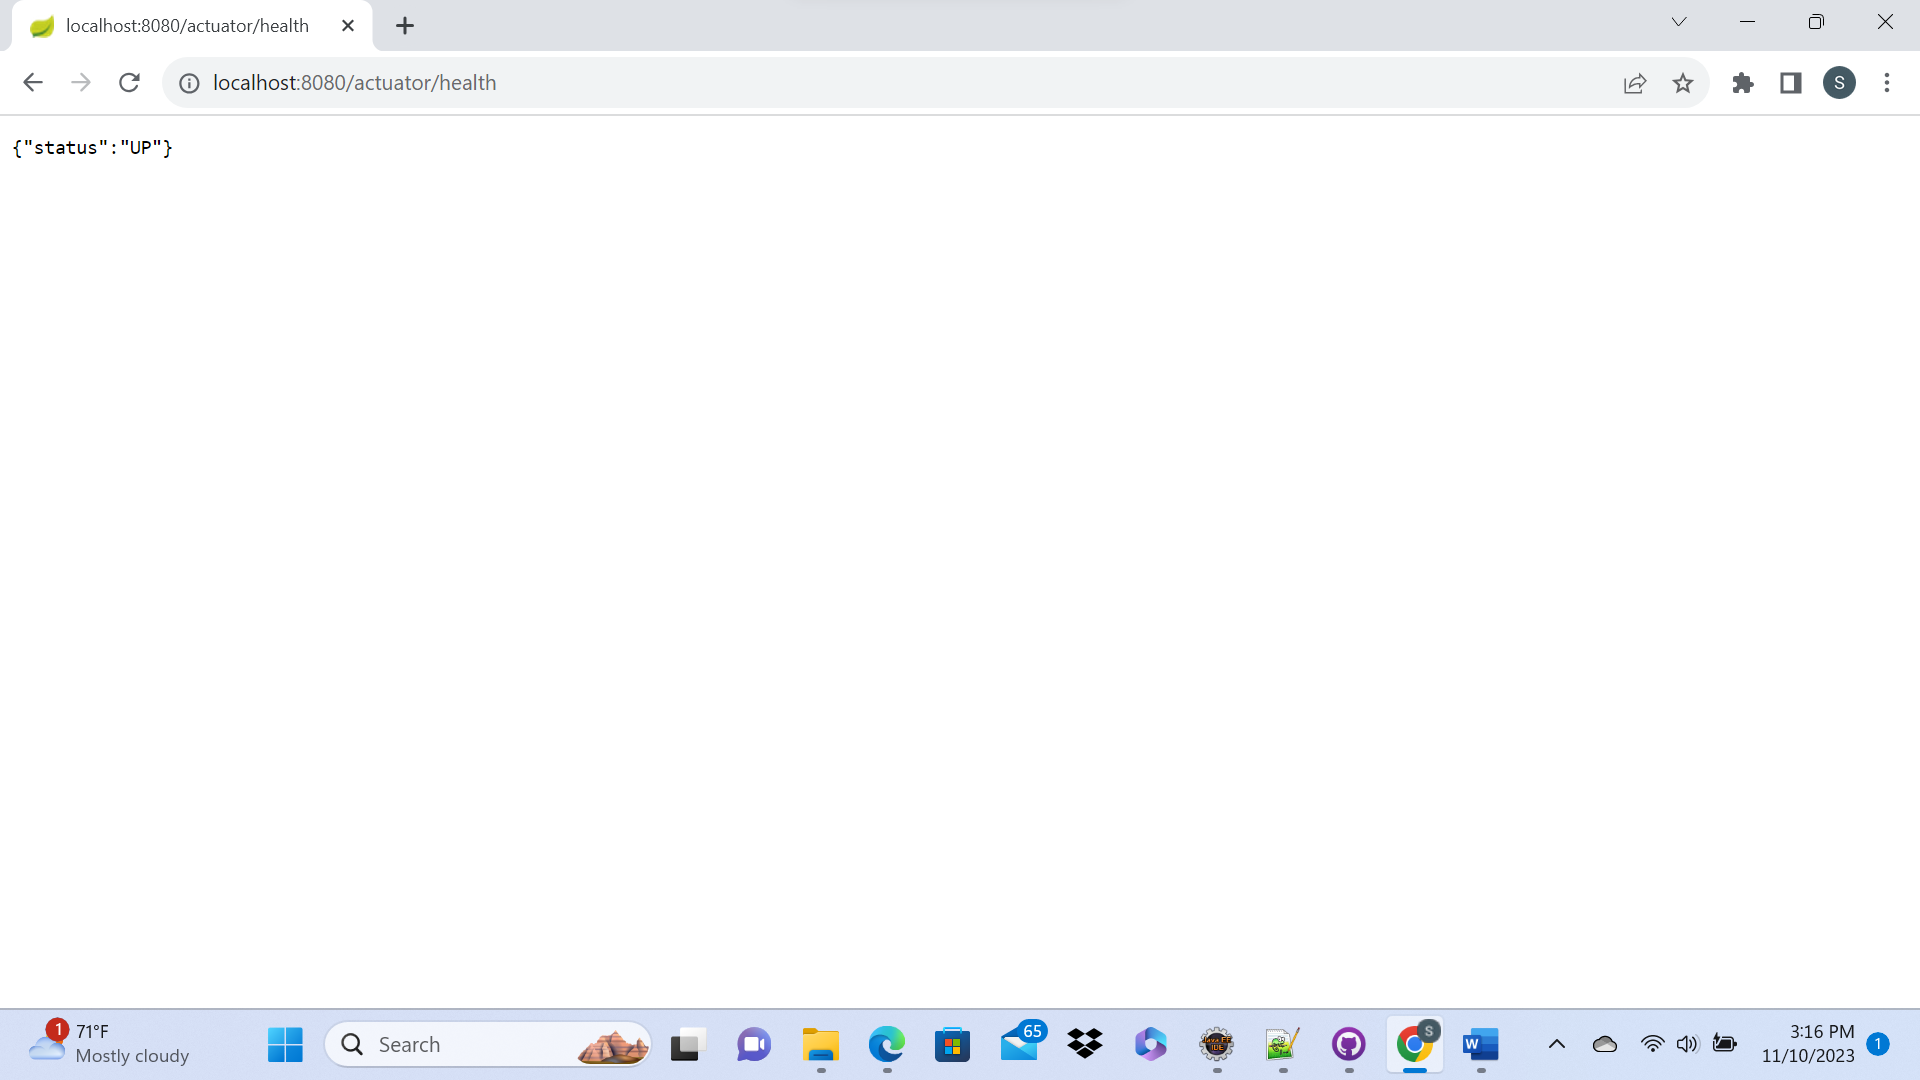 localhost:8080/actuator/health
localhost:8080/actuator/health
S
{"status":"UP"}
1
71°F
Mostly cloudy
Search
65
S
W
3:16 PM
11/10/2023
1